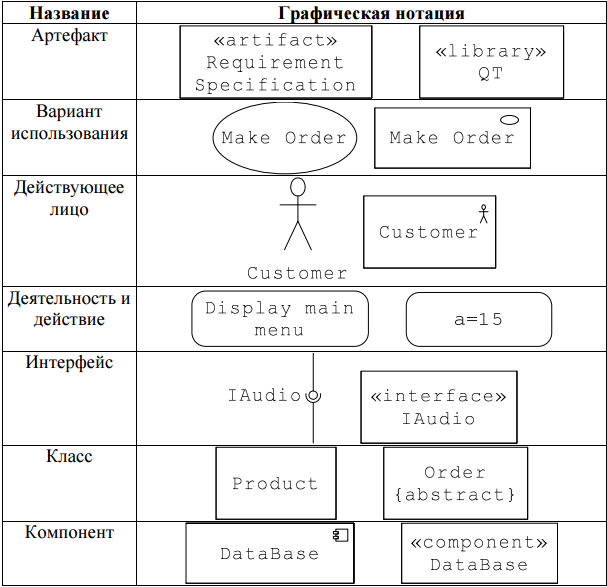 Название
Графическая нотация
Артефакт
«artifact»
Requirement
Specification
«library»
QT
Вариант
использования
Make Order
Make Order
Действующее
лицо
Customer
Customer
Деятельность и
действие
Display main
menu
a=15
Интерфейс
IAudio
«interface»
IAudio
Класс
Product
Order
{abstract}
Компонент
DataBase
«component»
DataBase